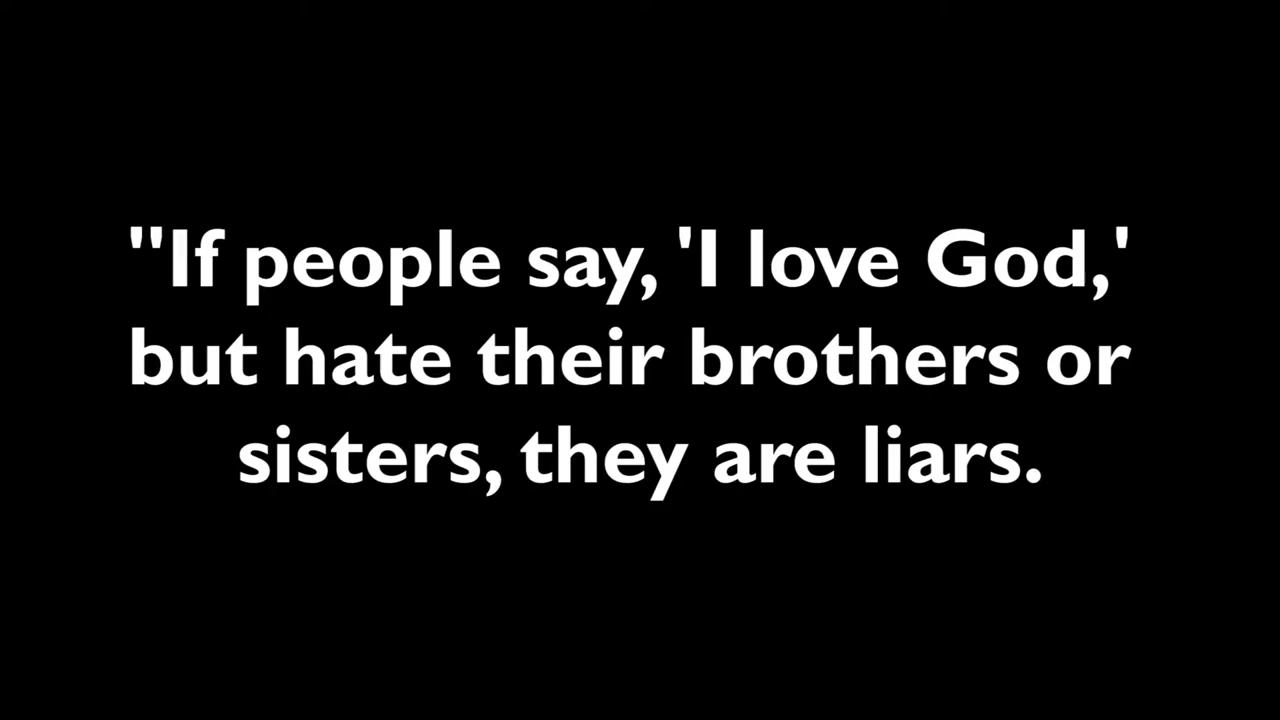 "If people say, 'I love God,'
but hate their brothers or
sisters, they are liars.